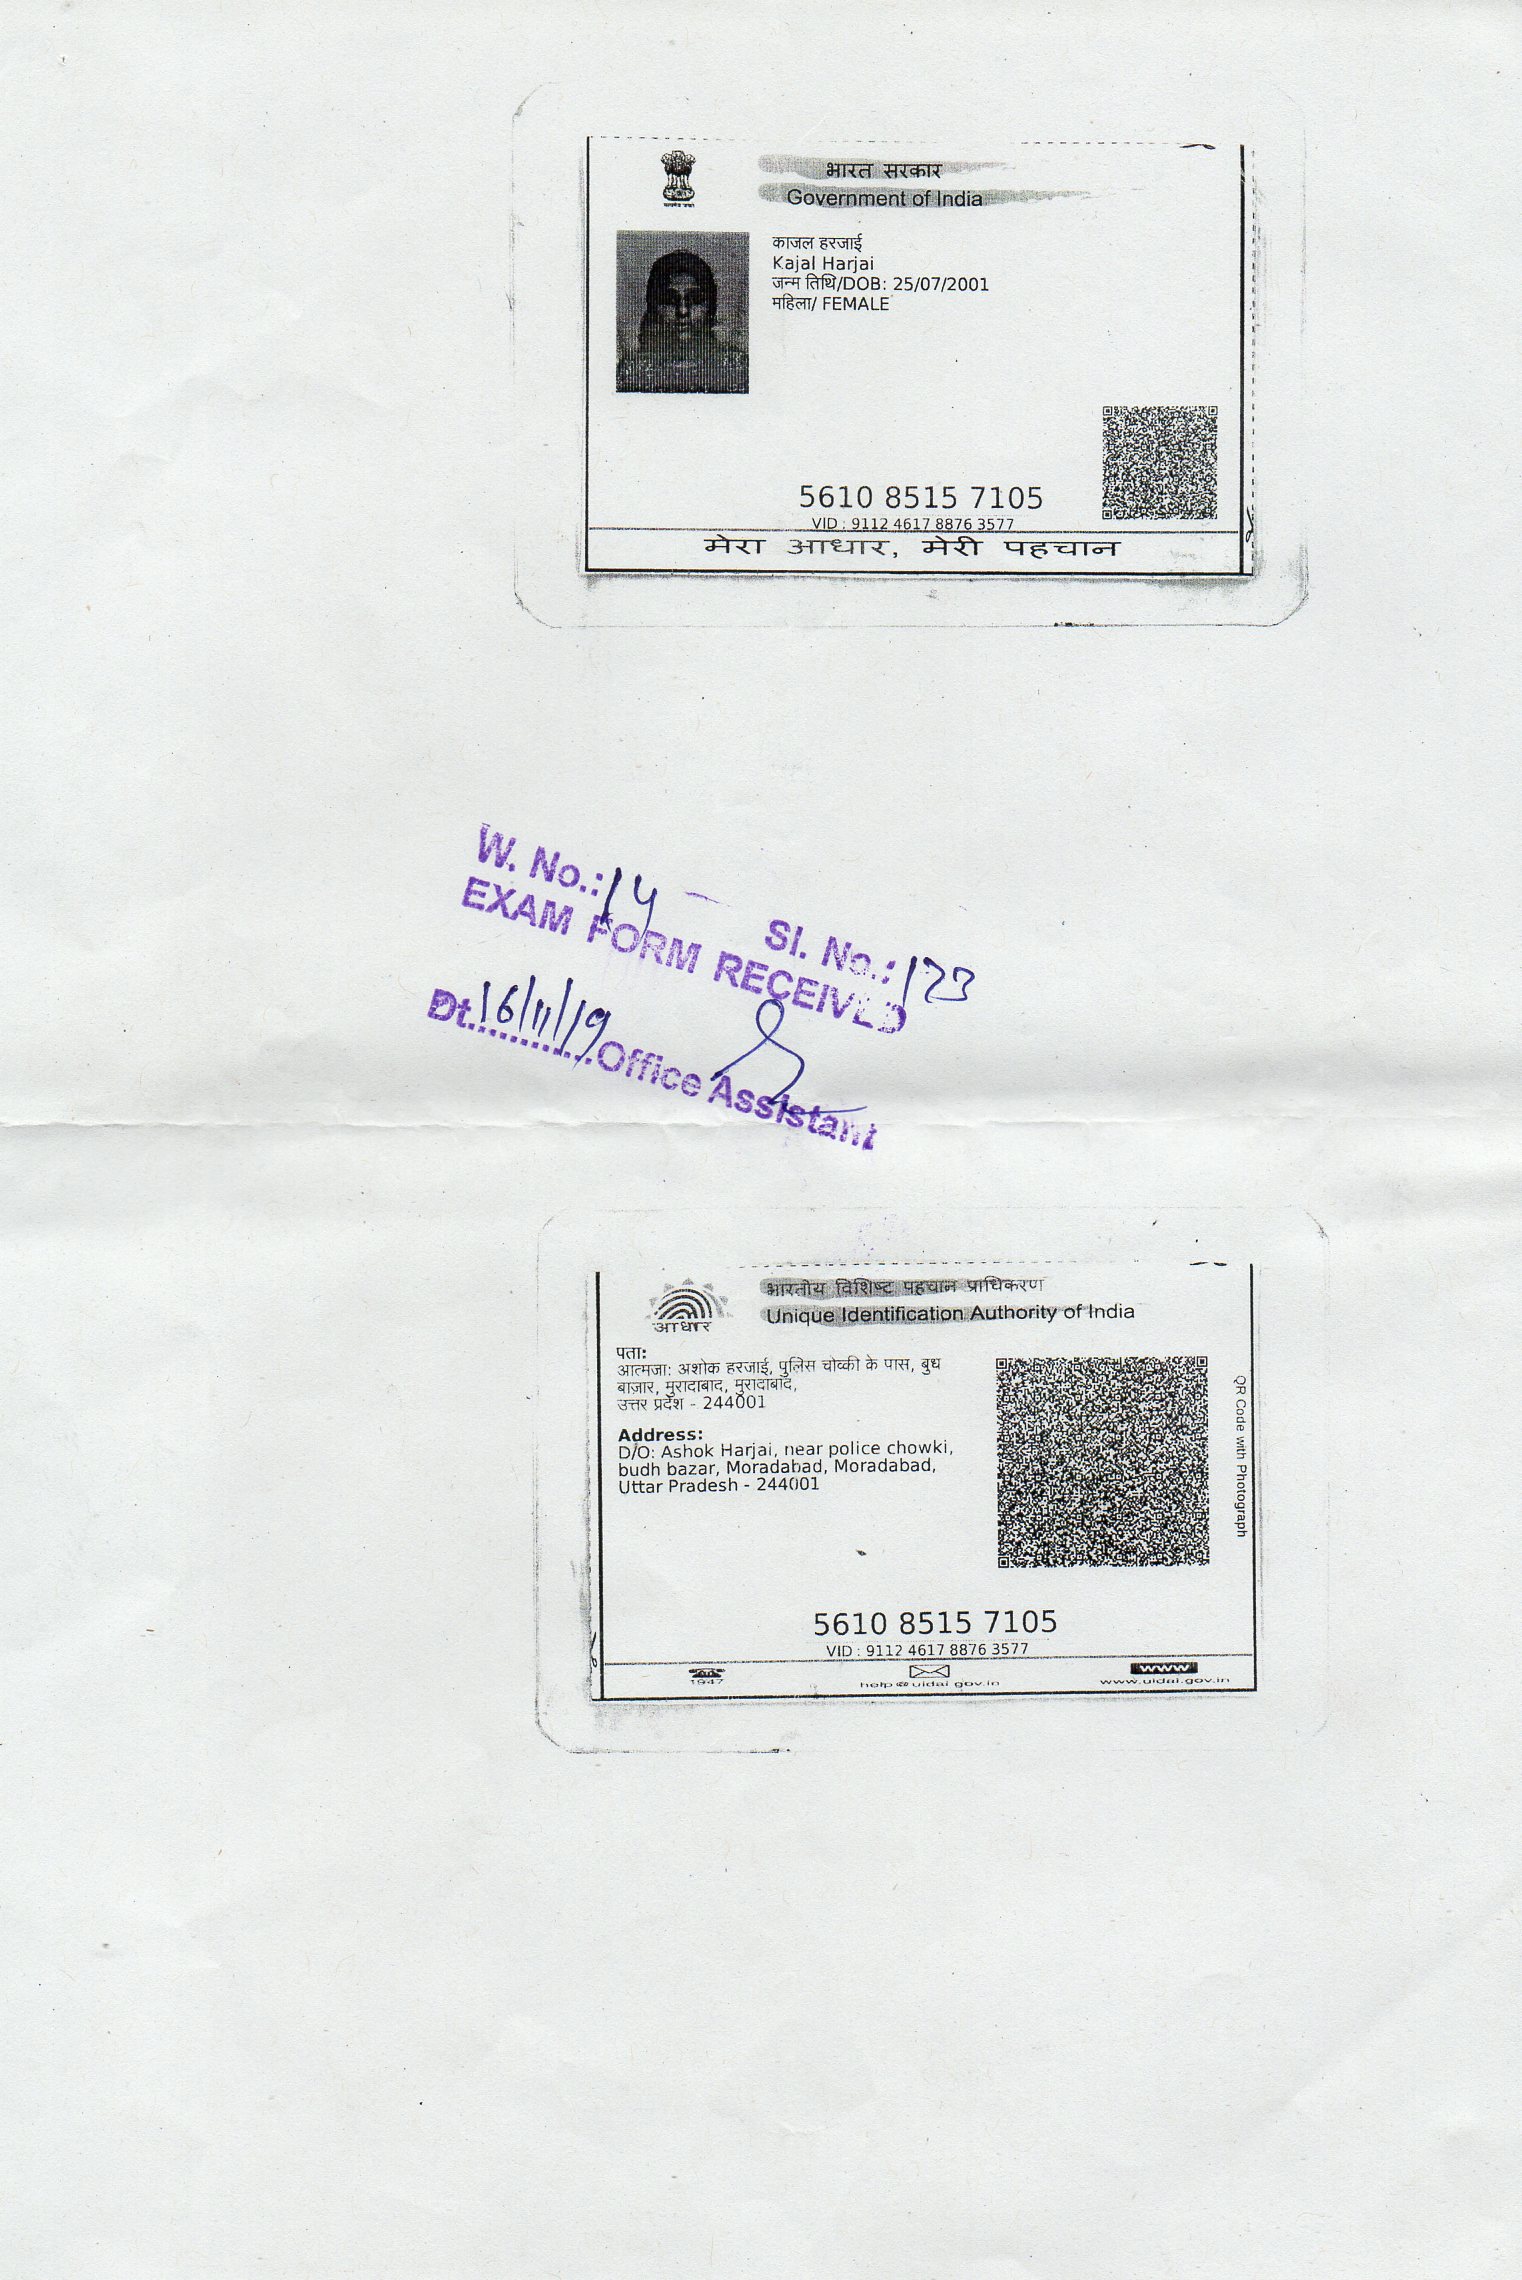 भारत सरकार
Government of India
काजल हरजाई
Kajal Harjai
जन्म तिथि/DOB: 25/07/2001
महिला/ FEMALE
5610 8515 7105
VID : 9112 4617 8876 3577
मेरा आधार, मेरी पहचान
W. No.: 14 - Sl. No.: 123
EXAM FORM RECEIVED
Dt. 16/11/19 Office Assistant
भारतीय विशिष्ट पहचान प्राधिकरण
Unique Identification Authority of India
आधार
पता:
आत्मजा: अशोक हरजाई, पुलिस चोव्की के पास, बुध
बाज़ार, मुरादाबाद, मुरादाबाद,
उत्तर प्रदेश - 244001
Address:
D/O: Ashok Harjai, near police chowki,
budh bazar, Moradabad, Moradabad,
Uttar Pradesh - 244001
QR Code with Photograph
5610 8515 7105
VID : 9112 4617 8876 3577
1947
help@uidai.gov.in
www
www.uidai.gov.in